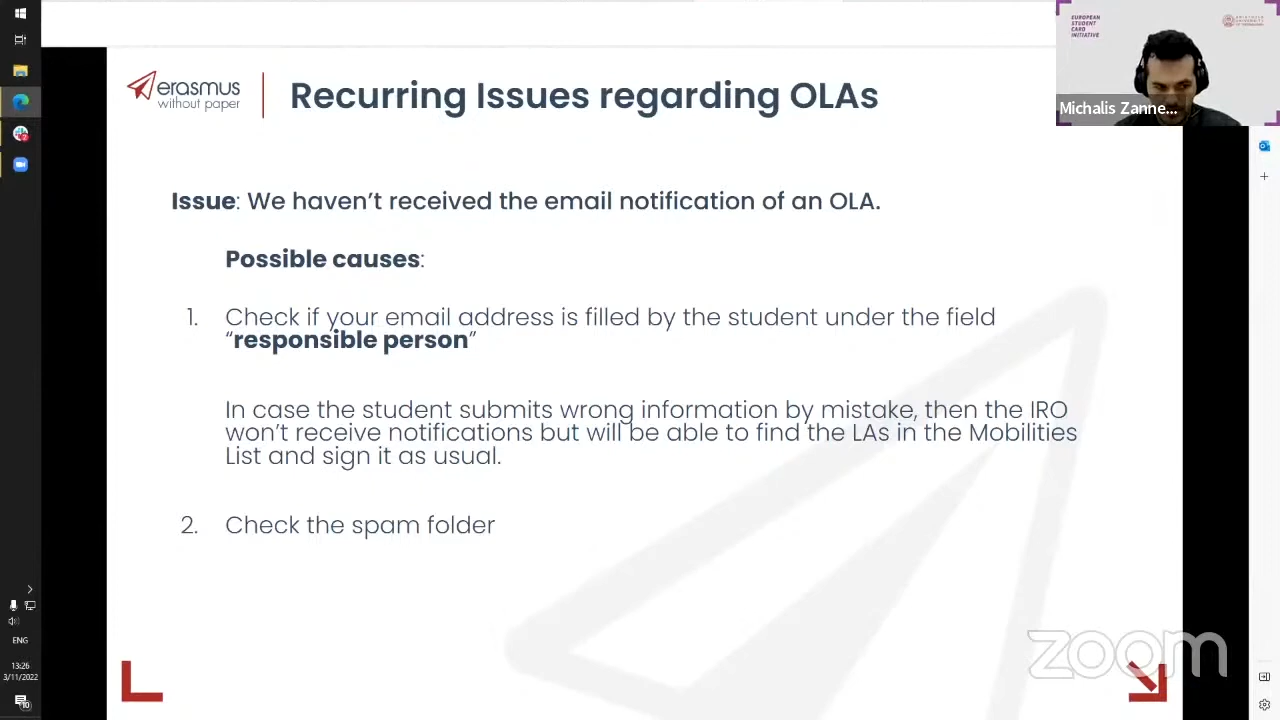 EUROPEAN
STUDENT
CARD
INITIATIVE
Michalis Zanne...
erasmus
without paper
Recurring Issues regarding OLAs
Issue: We haven’t received the email notification of an OLA.
Possible causes:
1. Check if your email address is filled by the student under the field
“responsible person”
In case the student submits wrong information by mistake, then the IRO
won’t receive notifications but will be able to find the LAs in the Mobilities
List and sign it as usual.
2. Check the spam folder
ENG
13:26
3/11/2022
zoom